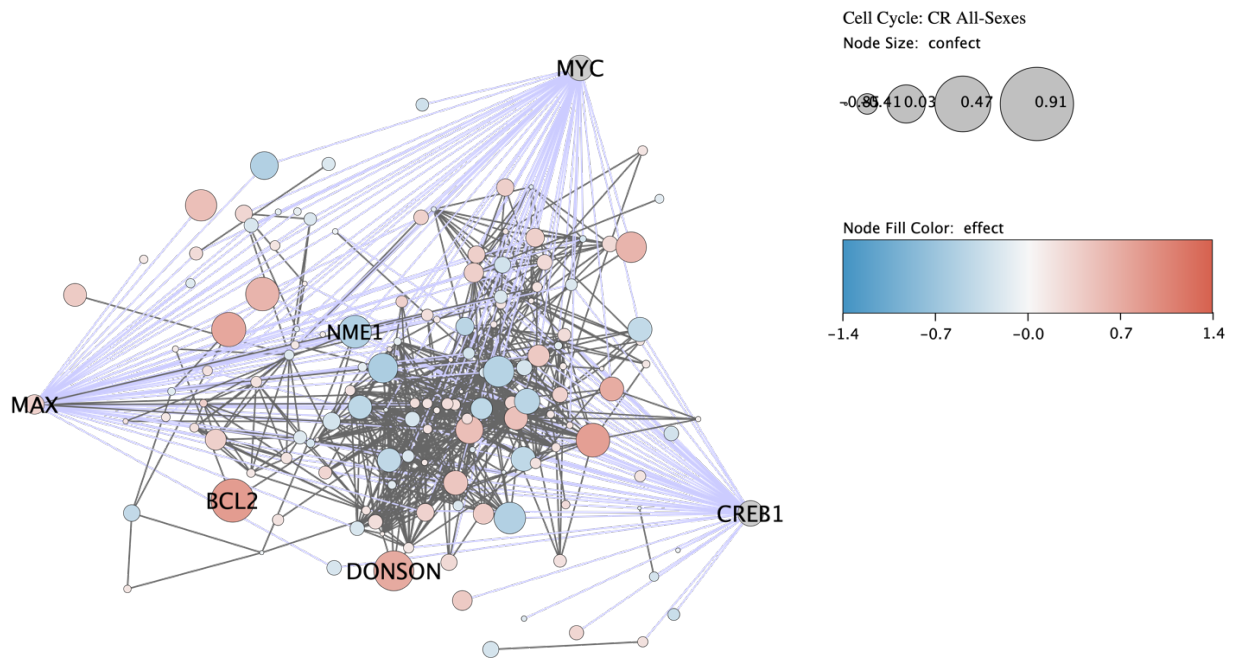 Cell Cycle: CR All-Sexes
Node Size: confect
0.03
0.47
0.91
MYC
Node Fill Color: effect
-1.4
-0.7
-0.0
0.7
1.4
NME1
MAX
BCL2
CREB1
DONSON